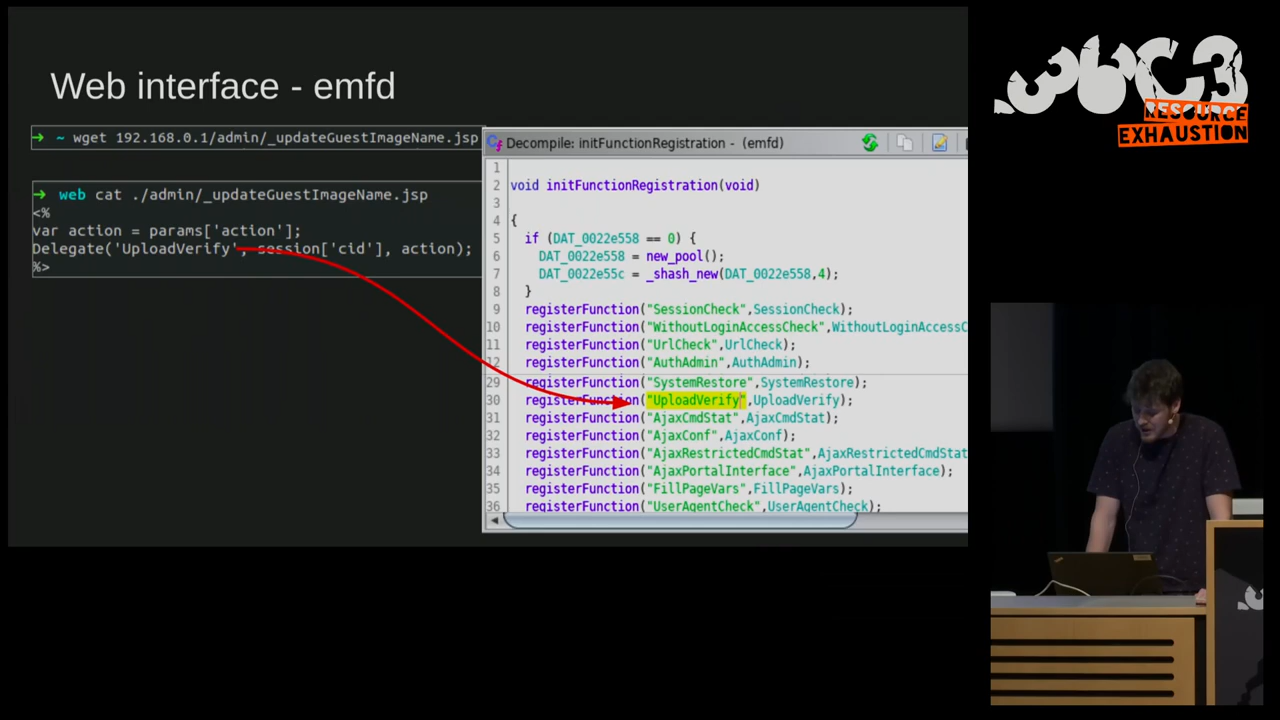 Web interface - emfd
➜ ~ wget 192.168.0.1/admin/_updateGuestImageName.jsp
➜ web cat ./admin/_updateGuestImageName.jsp
<%
var action = params['action'];
Delegate('UploadVerify', session['cid'], action);
%>
Decompile: initFunctionRegistration - (emfd)
1
2 void initFunctionRegistration(void)
3
4 {
5 if (DAT_0022e558 == 0) {
6 DAT_0022e558 = new_pool();
7 DAT_0022e55c = _shash_new(DAT_0022e558,4);
8 }
9 registerFunction("SessionCheck",SessionCheck);
10 registerFunction("WithoutLoginAccessCheck",WithoutLoginAccessC
11 registerFunction("UrlCheck",UrlCheck);
12 registerFunction("AuthAdmin",AuthAdmin);
29 registerFunction("SystemRestore",SystemRestore);
30 registerFunction("UploadVerify",UploadVerify);
31 registerFunction("AjaxCmdStat",AjaxCmdStat);
32 registerFunction("AjaxConf",AjaxConf);
33 registerFunction("AjaxRestrictedCmdStat",AjaxRestrictedCmdStat
34 registerFunction("AjaxPortalInterface",AjaxPortalInterface);
35 registerFunction("FillPageVars",FillPageVars);
36 registerFunction("UserAgentCheck",UserAgentCheck);
36C3
RESOURCE
EXHAUSTION